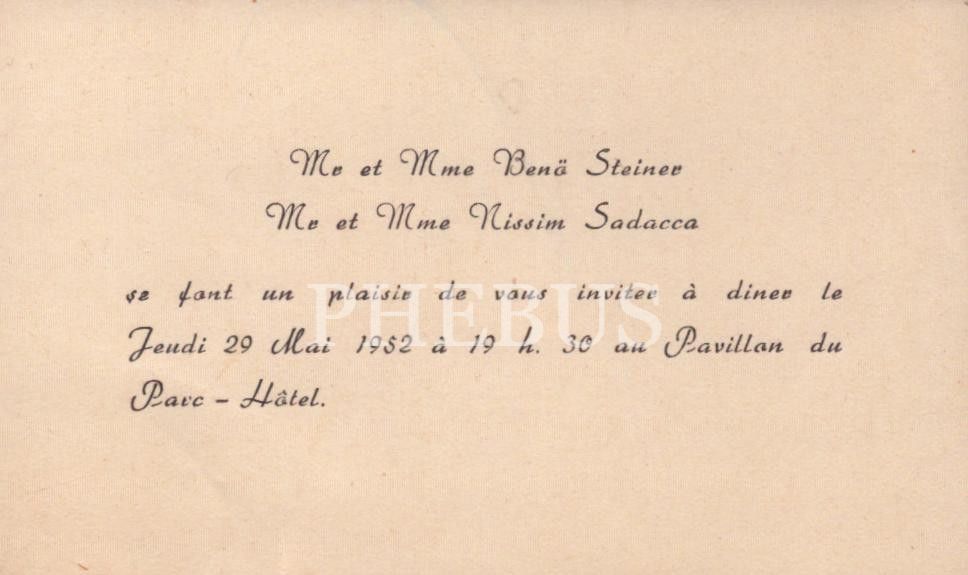 Mr et Mme Benö Steiner
Mr et Mme Nissim Sadacca
se font un plaisir de vous inviter à diner le
Jeudi 29 Mai 1952 à 19 h. 30 au Pavillon du
Parc - Hôtel.
PHEBUS